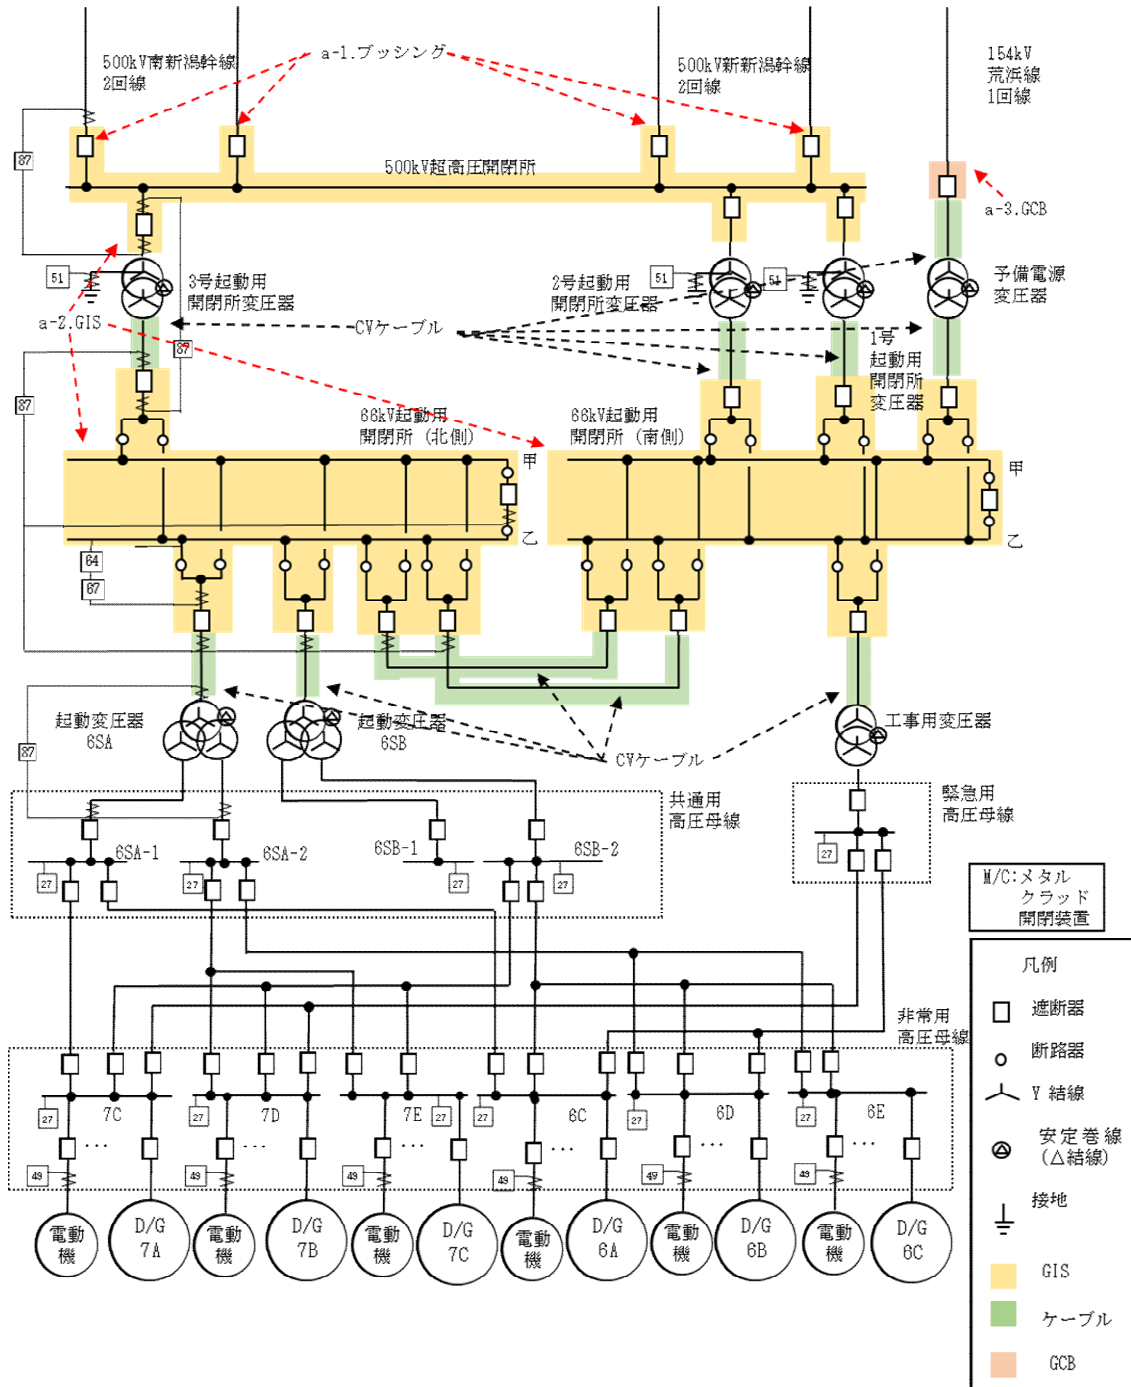 500kV南新潟幹線
2回線
a-1.ブッシング
500kV新新潟幹線
2回線
154kV
荒浜線
1回線
87
500kV超高圧開閉所
a-3.GCB
51
3号起動用
開閉所変圧器
2号起動用
開閉所変圧器
51
51
予備電源
変圧器
a-2.GIS
CVケーブル
87
1号
起動用
開閉所
変圧器
87
66kV起動用
開閉所(北側)
66kV起動用
開閉所(南側)
甲
甲
乙
乙
64
67
起動変圧器
6SA
起動変圧器
6SB
工事用変圧器
87
CVケーブル
共通用
高圧母線
緊急用
高圧母線
6SA-1
6SA-2
6SB-1
6SB-2
27
27
27
27
27
M/C:メタル
クラッド
開閉装置
凡例
遮断器
断路器
Y 結線
安定巻線
(△結線)
接地
GIS
ケーブル
GCB
非常用
高圧母線
27
7C
27
7D
7E
27
27
6C
27
6D
27
6E
...
...
...
...
...
...
49
49
49
49
49
49
電動
機
D/G
7A
電動
機
D/G
7B
電動
機
D/G
7C
電動
機
D/G
6A
電動
機
D/G
6B
電動
機
D/G
6C